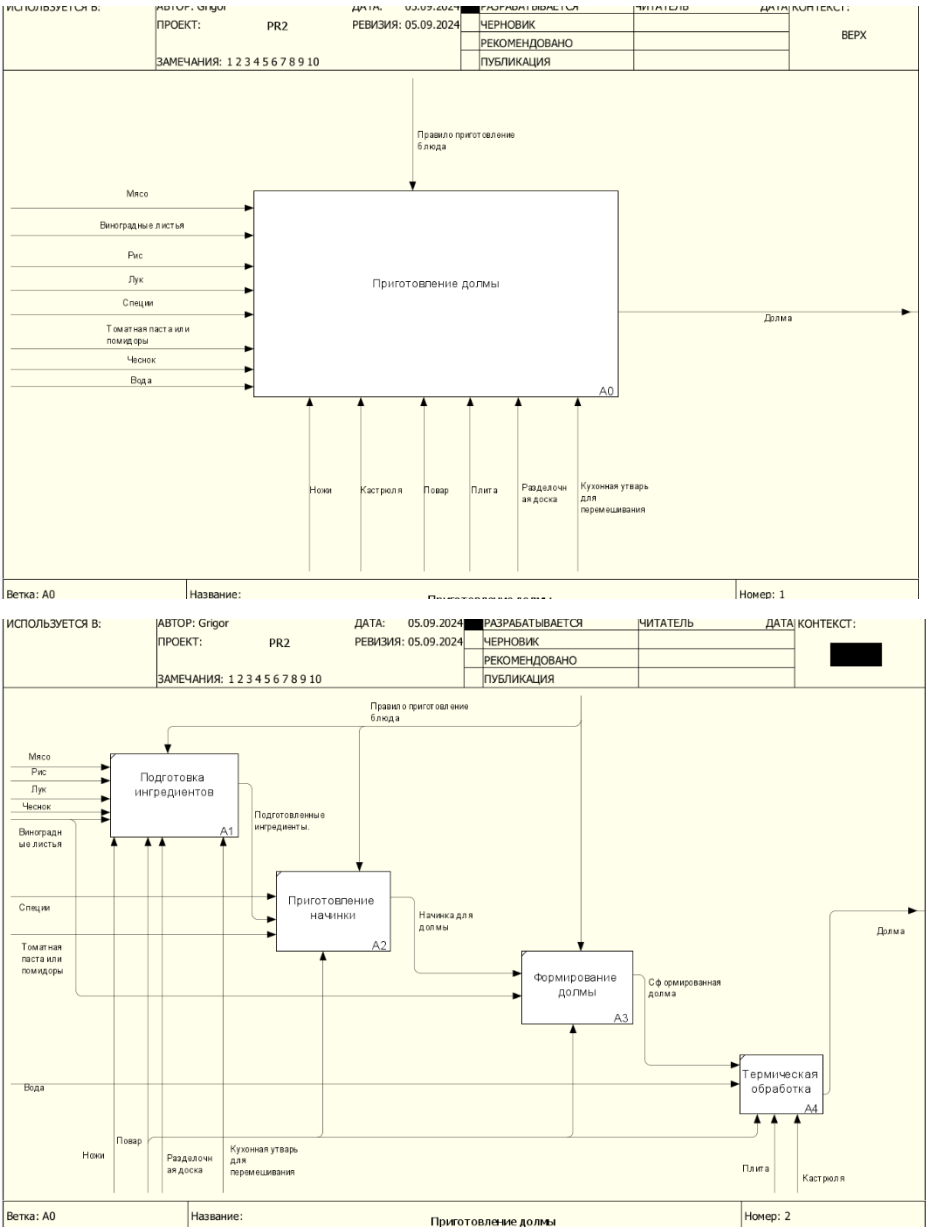 ИСПОЛЬЗУЕТСЯ В:
АВТОР: Grigor
ДАТА: 05.09.2024
РАЗРАБАТЫВАЕТСЯ
ЧИТАТЕЛЬ
ДАТА
КОНТЕКСТ:
ПРОЕКТ: PR2
РЕВИЗИЯ: 05.09.2024
ЧЕРНОВИК
ВЕРХ
РЕКОМЕНДОВАНО
ЗАМЕЧАНИЯ: 1 2 3 4 5 6 7 8 9 10
ПУБЛИКАЦИЯ
Правило приготовление
блюда
Мясо
Виноградные листья
Рис
Лук
Специи
Томатная паста или
помидоры
Чеснок
Вода
Приготовление долмы
A0
Долма
Ножи
Кастрюля
Повар
Плита
Разделочн
ая доска
Кухонная утварь
для
перемешивания
Ветка: A0
Название:
Приготовление долмы
Номер: 1
ИСПОЛЬЗУЕТСЯ В:
АВТОР: Grigor
ДАТА: 05.09.2024
РАЗРАБАТЫВАЕТСЯ
ЧИТАТЕЛЬ
ДАТА
КОНТЕКСТ:
ПРОЕКТ: PR2
РЕВИЗИЯ: 05.09.2024
ЧЕРНОВИК
РЕКОМЕНДОВАНО
ЗАМЕЧАНИЯ: 1 2 3 4 5 6 7 8 9 10
ПУБЛИКАЦИЯ
Правило приготовление
блюда
Мясо
Рис
Лук
Чеснок
Виноградн
ые листья
Подготовка
ингредиентов
A1
Подготовленные
ингредиенты.
Специи
Томатная
паста или
помидоры
Приготовление
начинки
A2
Начинка для
долмы
Долма
Формирование
долмы
A3
Сформированная
долма
Вода
Термическая
обработка
A4
Ножи
Повар
Разделочн
ая доска
Кухонная утварь
для
перемешивания
Плита
Кастрюля
Ветка: A0
Название:
Приготовление долмы
Номер: 2